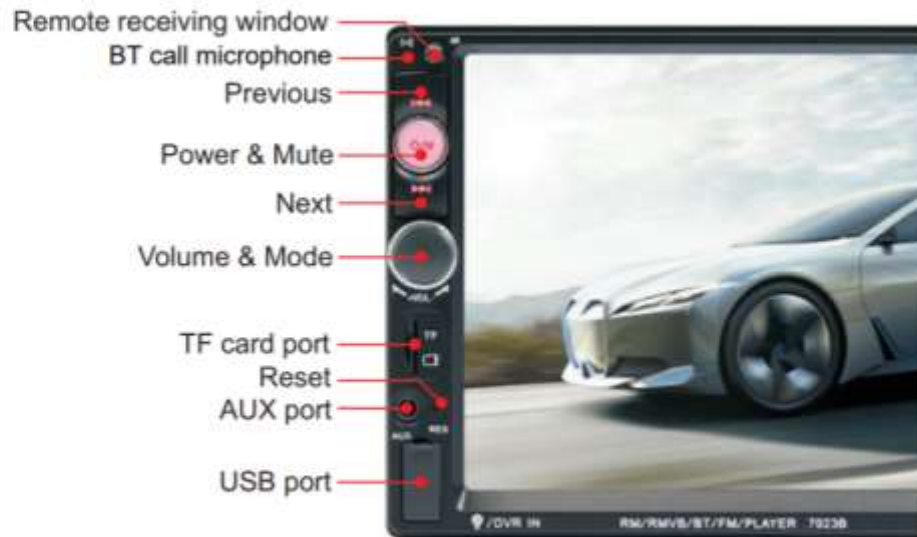 Remote receiving window
BT call microphone
Previous
Power & Mute
Next
Volume & Mode
VOL
TF card port
TF
Reset
AUX port
AUX RES
USB port
/DVR IN RM/RMVB/BT/FM/PLAYER 7023B